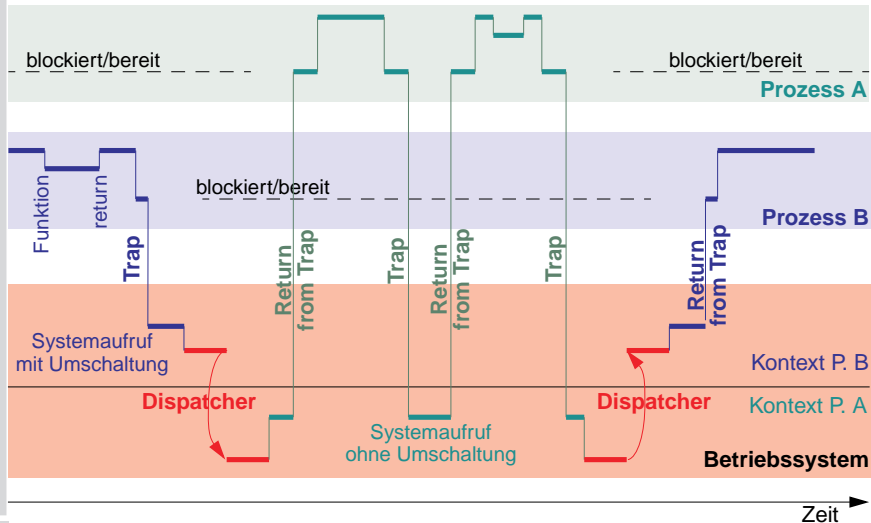 blockiert/bereit
blockiert/bereit
Prozess A
Funktion
return
blockiert/bereit
Prozess B
Trap
Return
from Trap
Trap
Return
from Trap
Trap
Return
from Trap
Systemaufruf
mit Umschaltung
Kontext P. B
Dispatcher
Dispatcher
Kontext P. A
Systemaufruf
ohne Umschaltung
Betriebssystem
Zeit